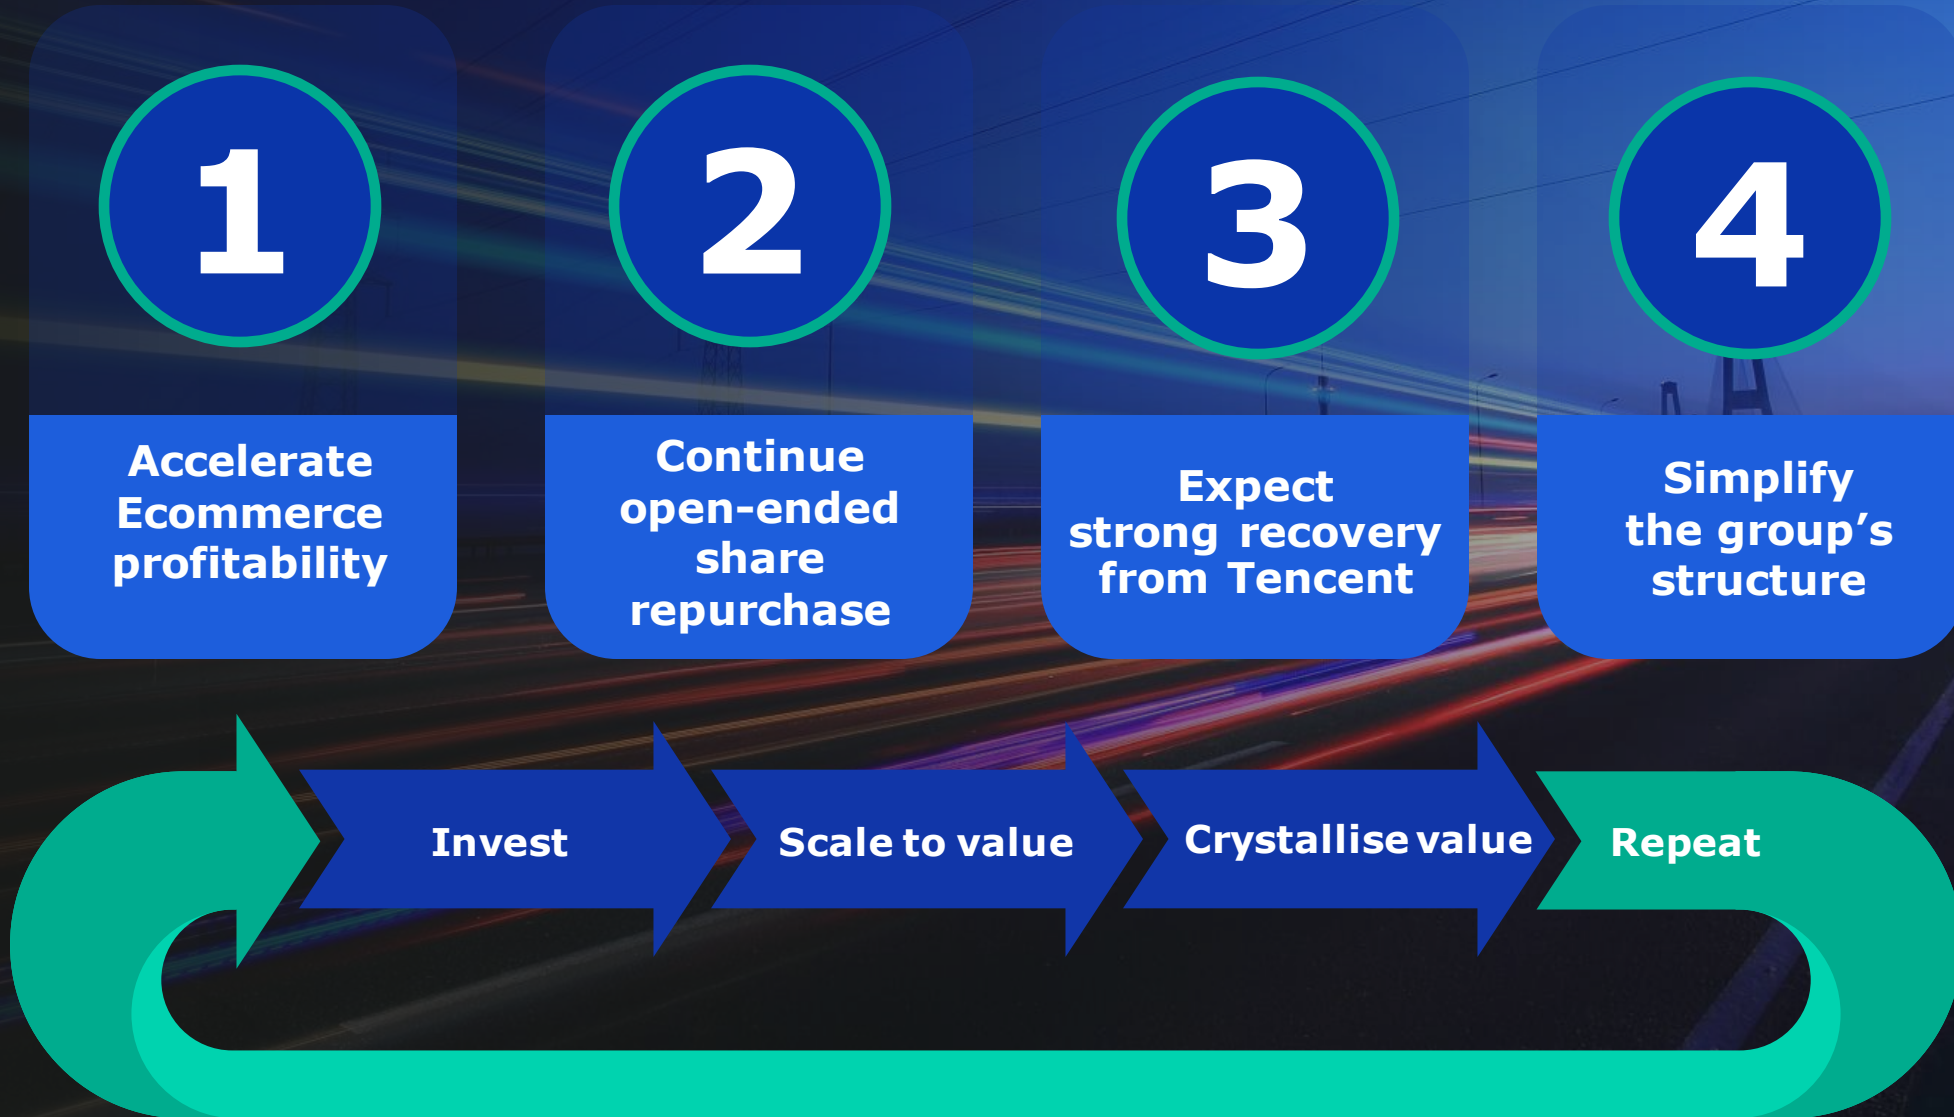 1
Accelerate
Ecommerce
profitability
2
Continue
open-ended
share
repurchase
3
Expect
strong recovery
from Tencent
4
Simplify
the group’s
structure
Invest
Scale to value
Crystallise value
Repeat